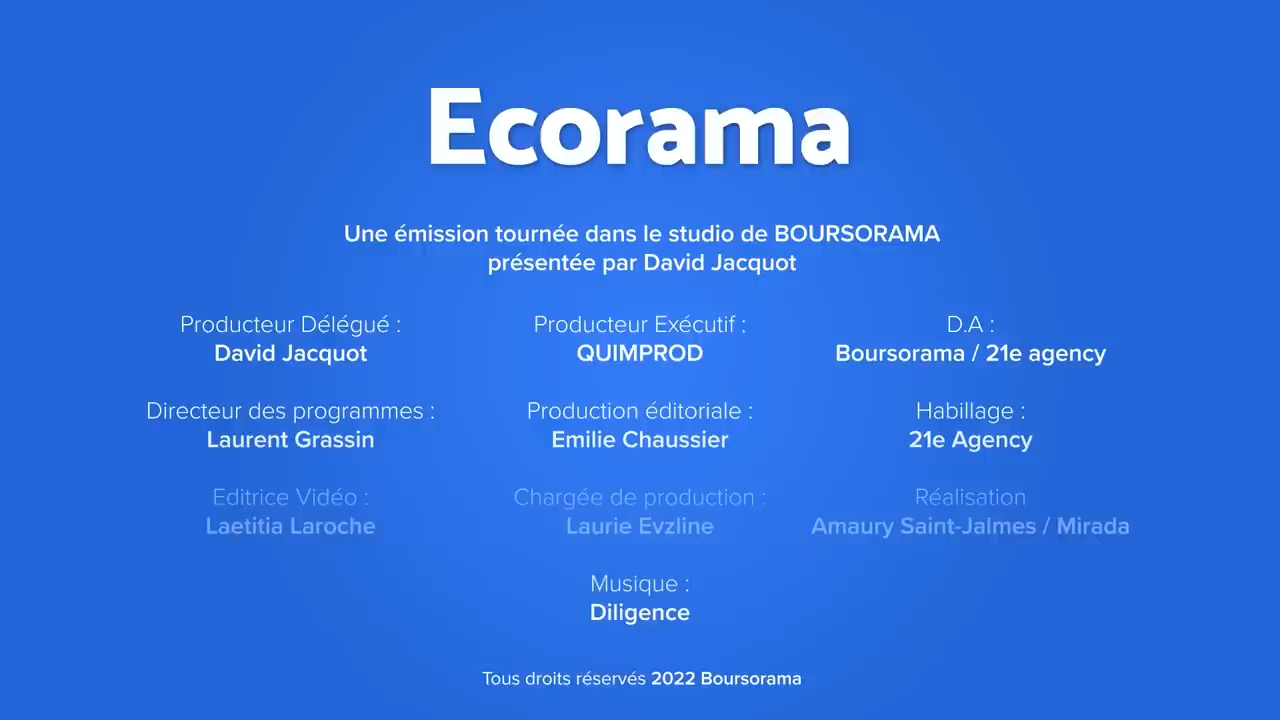 Ecorama
Une émission tournée dans le studio de BOURSORAMA
présentée par David Jacquot
Producteur Délégué :
David Jacquot
Producteur Exécutif :
QUIMPROD
D.A :
Boursorama / 21e agency
Directeur des programmes :
Laurent Grassin
Production éditoriale :
Emilie Chaussier
Habillage :
21e Agency
Editrice Vidéo :
Laetitia Laroche
Chargée de production :
Laurie Evzline
Réalisation
Amaury Saint-Jalmes / Mirada
Musique :
Diligence
Tous droits réservés 2022 Boursorama